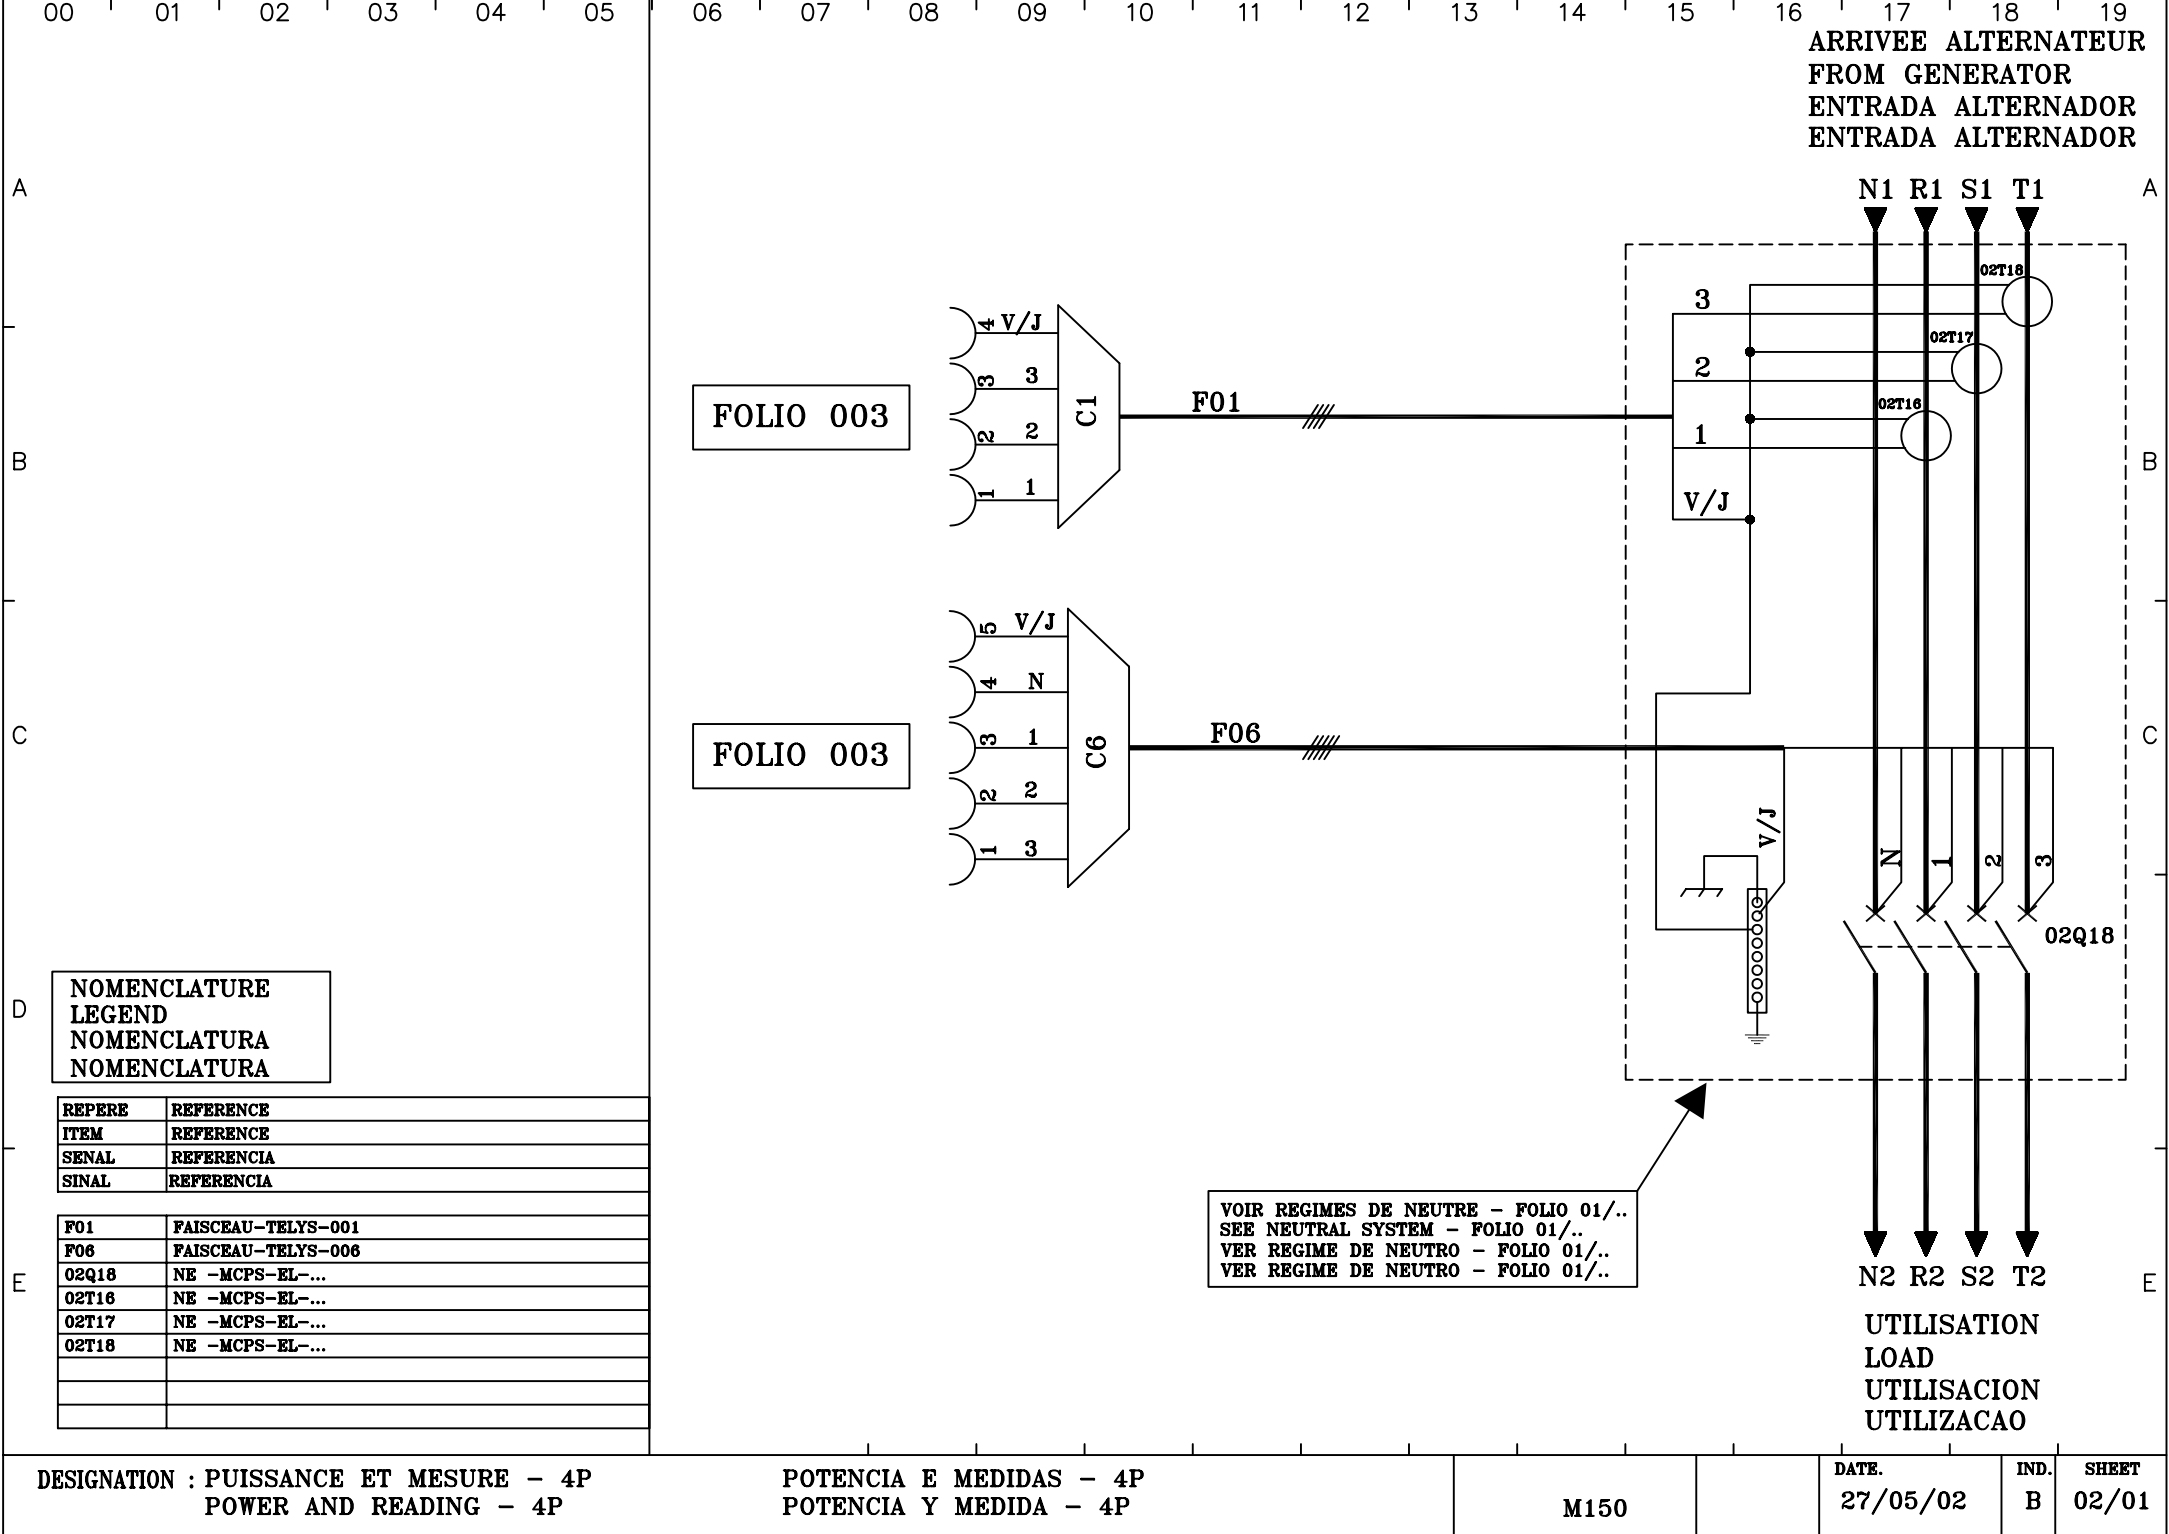 00 01 02 03 04 05 06 07 08 09 10 11 12 13 14 15 16 17 18 19
ARRIVEE ALTERNATEUR
FROM GENERATOR
ENTRADA ALTERNADOR
ENTRADA ALTERNADOR
A
N1 R1 S1 T1
A
02T18
3
4 V/J
02T17
2
3 3
02T16
FOLIO 003
C1
F01
1
2 2
B
B
1 1
V/J
5 V/J
4 N
FOLIO 003
3 1
C6
F06
C
C
2 2
V/J
1 3
N 1 2 3
02Q18
D
D
NOMENCLATURE
LEGEND
NOMENCLATURA
NOMENCLATURA
REPERE REFERENCE
ITEM REFERENCE
SENAL REFERENCIA
SINAL REFERENCIA
F01 FAISCEAU-TELYS-001
F06 FAISCEAU-TELYS-006
02Q18 NE -MCPS-EL-...
02T16 NE -MCPS-EL-...
02T17 NE -MCPS-EL-...
02T18 NE -MCPS-EL-...
VOIR REGIMES DE NEUTRE - FOLIO 01/..
SEE NEUTRAL SYSTEM - FOLIO 01/..
VER REGIME DE NEUTRO - FOLIO 01/..
VER REGIME DE NEUTRO - FOLIO 01/..
E
E
N2 R2 S2 T2
UTILISATION
LOAD
UTILISACION
UTILIZACAO
DESIGNATION : PUISSANCE ET MESURE - 4P
POWER AND READING - 4P
POTENCIA E MEDIDAS - 4P
POTENCIA Y MEDIDA - 4P
M150
DATE.
27/05/02
IND.
B
SHEET
02/01